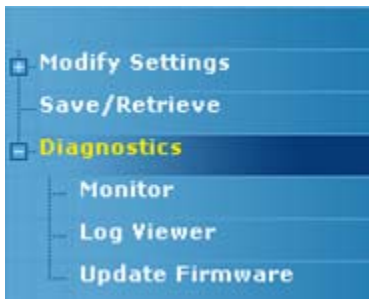 Modify Settings
Save/Retrieve
Diagnostics
Monitor
Log Viewer
Update Firmware